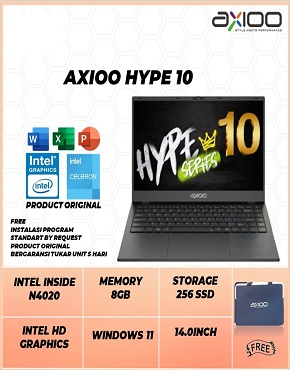 AXIOO
STYLE MEETS PERFORMANCE
AXIOO HYPE 10
W X P
Intel®
GRAPHICS
intel
intel
CELERON
HYPE
SERIES
10
AXIOO
PRODUCT ORIGINAL
FREE
INSTALASI PROGRAM
STANDART BY REQUEST
PRODUCT ORIGINAL
BERGARANSI TUKAR UNIT 5 HARI
INTEL INSIDE
N4020
MEMORY
8GB
STORAGE
256 SSD
AXIOO
INTEL HD
GRAPHICS
WINDOWS 11
14.0INCH
FREE